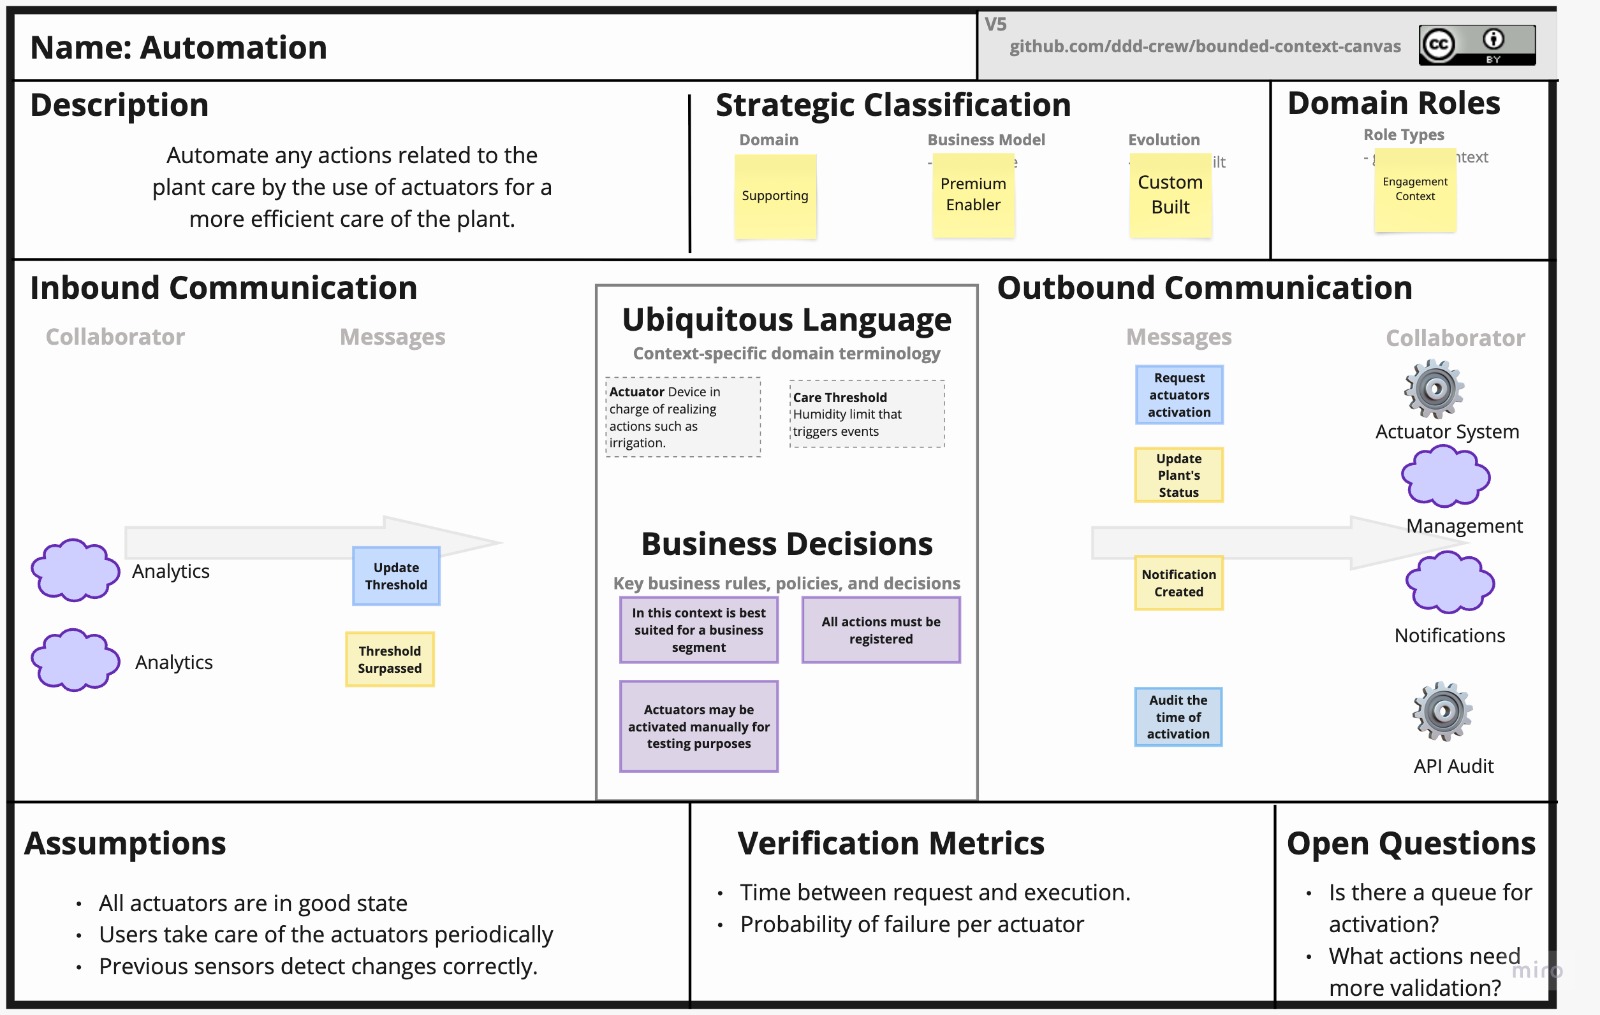 Name: Automation
V5
github.com/ddd-crew/bounded-context-canvas
cc
BY
Description
Automate any actions related to the
plant care by the use of actuators for a
more efficient care of the plant.
Strategic Classification
Domain
Supporting
Business Model
Premium
Enabler
Evolution
Custom
Built
Domain Roles
Role Types
Engagement
Context
Inbound Communication
Collaborator
Messages
Analytics
Update
Threshold
Analytics
Threshold
Surpassed
Ubiquitous Language
Context-specific domain terminology
Actuator Device in
charge of realizing
actions such as
irrigation.
Care Threshold
Humidity limit that
triggers events
Business Decisions
Key business rules, policies, and decisions
In this context is best
suited for a business
segment
All actions must be
registered
Actuators may be
activated manually for
testing purposes
Outbound Communication
Messages
Collaborator
Request
actuators
activation
Actuator System
Update
Plant's
Status
Management
Notification
Created
Notifications
Audit the
time of
activation
API Audit
Assumptions
• All actuators are in good state
• Users take care of the actuators periodically
• Previous sensors detect changes correctly.
Verification Metrics
• Time between request and execution.
• Probability of failure per actuator
Open Questions
• Is there a queue for
activation?
• What actions need
more validation?
miro